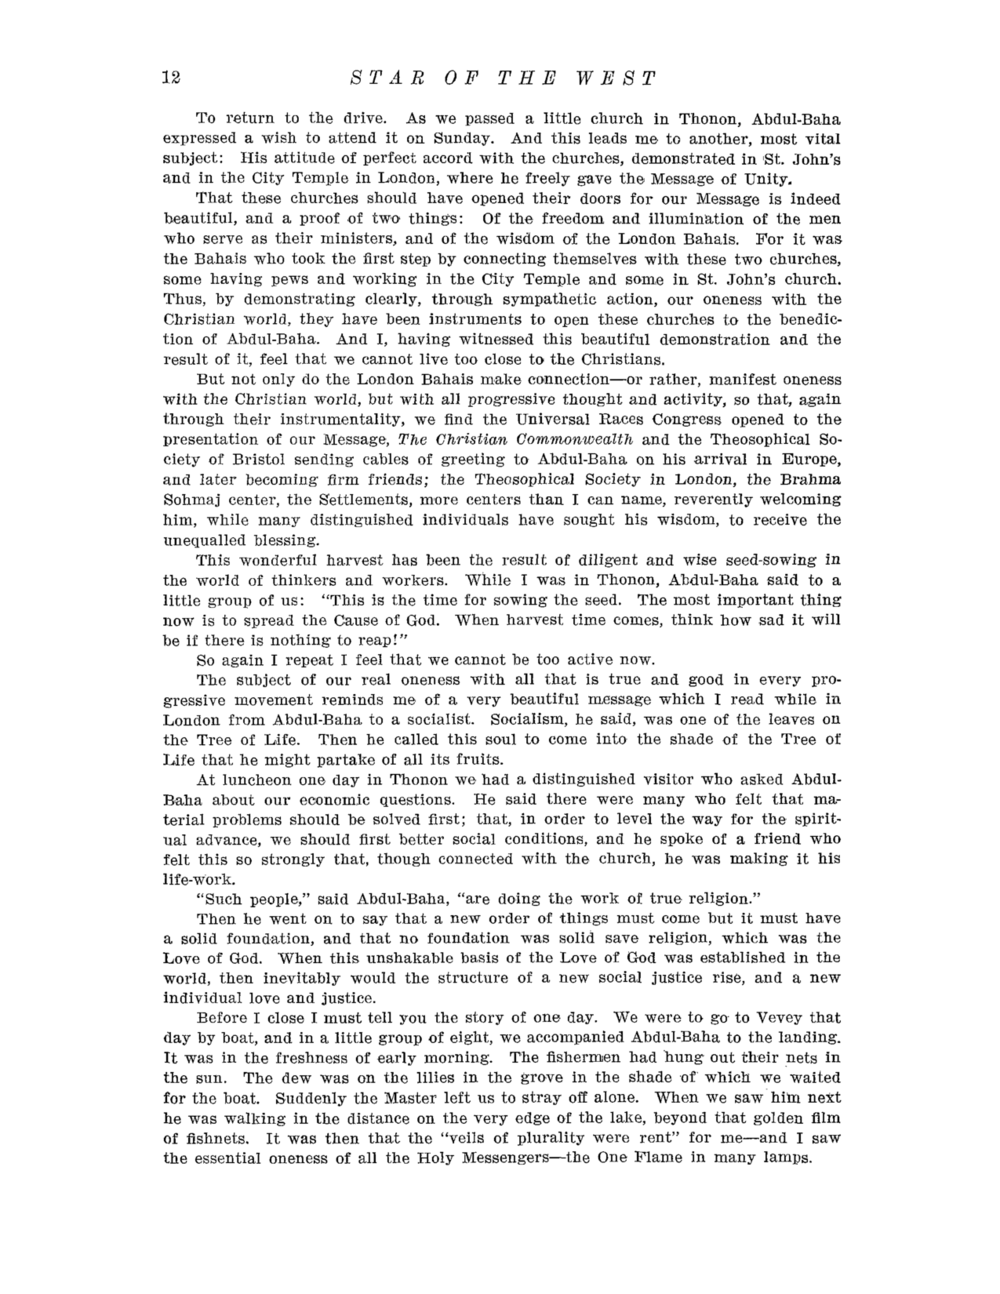 12 STAR OF THE WEST
To return to the drive. As we passed a little church in Thonon, Abdul-Baha
expressed a wish to attend it on Sunday. And this leads me to another, most vital
subject: His attitude of perfect accord with the churches, demonstrated in St. John's
and in the City Temple in London, where he freely gave the Message of Unity.
That these churches should have opened their doors for our Message is indeed
beautiful, and a proof of two things: Of the freedom and illumination of the men
who serve as their ministers, and of the wisdom of the London Bahais. For it was
the Bahais who took the first step by connecting themselves with these two churches,
some having pews and working in the City Temple and some in St. John's church.
Thus, by demonstrating clearly, through sympathetic action, our oneness with the
Christian world, they have been instruments to open these churches to the benedic-
tion of Abdul-Baha. And I, having witnessed this beautiful demonstration and the
result of it, feel that we cannot live too close to the Christians.
But not only do the London Bahais make connection—or rather, manifest oneness
with the Christian world, but with all progressive thought and activity, so that, again
through their instrumentality, we find the Universal Races Congress opened to the
presentation of our Message, The Christian Commonwealth and the Theosophical So-
ciety of Bristol sending cables of greeting to Abdul-Baha on his arrival in Europe,
and later becoming firm friends; the Theosophical Society in London, the Brahma
Sohmaj center, the Settlements, more centers than I can name, reverently welcoming
him, while many distinguished individuals have sought his wisdom, to receive the
unequalled blessing.
This wonderful harvest has been the result of diligent and wise seed-sowing in
the world of thinkers and workers. While I was in Thonon, Abdul-Baha said to a
little group of us: "This is the time for sowing the seed. The most important thing
now is to spread the Cause of God. When harvest time comes, think how sad it will
be if there is nothing to reap!"
So again I repeat I feel that we cannot be too active now.
The subject of our real oneness with all that is true and good in every pro-
gressive movement reminds me of a very beautiful message which I read while in
London from Abdul-Baha to a socialist. Socialism, he said, was one of the leaves on
the Tree of Life. Then he called this soul to come into the shade of the Tree of
Life that he might partake of all its fruits.
At luncheon one day in Thonon we had a distinguished visitor who asked Abdul-
Baha about our economic questions. He said there were many who felt that ma-
terial problems should be solved first; that, in order to level the way for the spirit-
ual advance, we should first better social conditions, and he spoke of a friend who
felt this so strongly that, though connected with the church, he was making it his
life-work.
"Such people," said Abdul-Baha, "are doing the work of true religion."
Then he went on to say that a new order of things must come but it must have
a solid foundation, and that no foundation was solid save religion, which was the
Love of God. When this unshakable basis of the Love of God was established in the
world, then inevitably would the structure of a new social justice rise, and a new
individual love and justice.
Before I close I must tell you the story of one day. We were to go to Vevey that
day by boat, and in a little group of eight, we accompanied Abdul-Baha to the landing.
It was in the freshness of early morning. The fishermen had hung out their nets in
the sun. The dew was on the lilies in the grove in the shade of which we waited
for the boat. Suddenly the Master left us to stray off alone. When we saw him next
he was walking in the distance on the very edge of the lake, beyond that golden film
of fishnets. It was then that the "veils of plurality were rent" for me—and I saw
the essential oneness of all the Holy Messengers—the One Flame in many lamps.